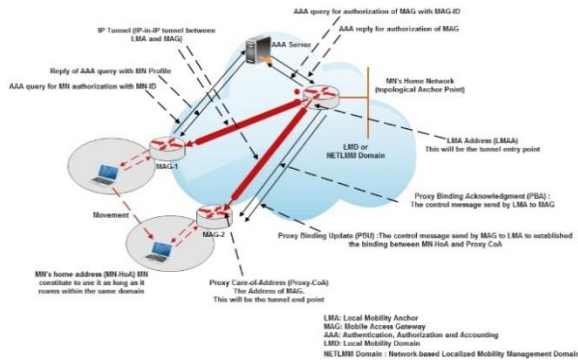 AAA query for authorization of MAG with MAG-ID
IP Tunnel (IP-in-IP tunnel between
LMA and MAG)
AAA reply for authorization of MAG
AAA Server
Reply of AAA query with MN Profile
AAA query for MN authorization with MN-ID
MN's Home Network
(topological Anchor Point)
LMD or
NETLMM Domain
LMA Address (LMAA)
This will be the tunnel entry point
MAG-1
Proxy Binding Acknowledgment (PBA) :
The control message send by LMA to MAG
Movement
MAG-2
Proxy Binding Update (PBU) :The control message send by MAG to LMA to established
the binding between MN-HoA and Proxy CoA
MN's home address (MN-HoA) MN
constitute to use it as long as it
roams within the same domain
Proxy Care-of-Address (Proxy-CoA)
The Address of MAG.
This will be the tunnel end point
LMA: Local Mobility Anchor
MAG: Mobile Access Gateway
AAA: Authentication, Authorization and Accounting
LMD: Local Mobility Domain
NETLMM Domain : Network-based Localized Mobility Management Domain